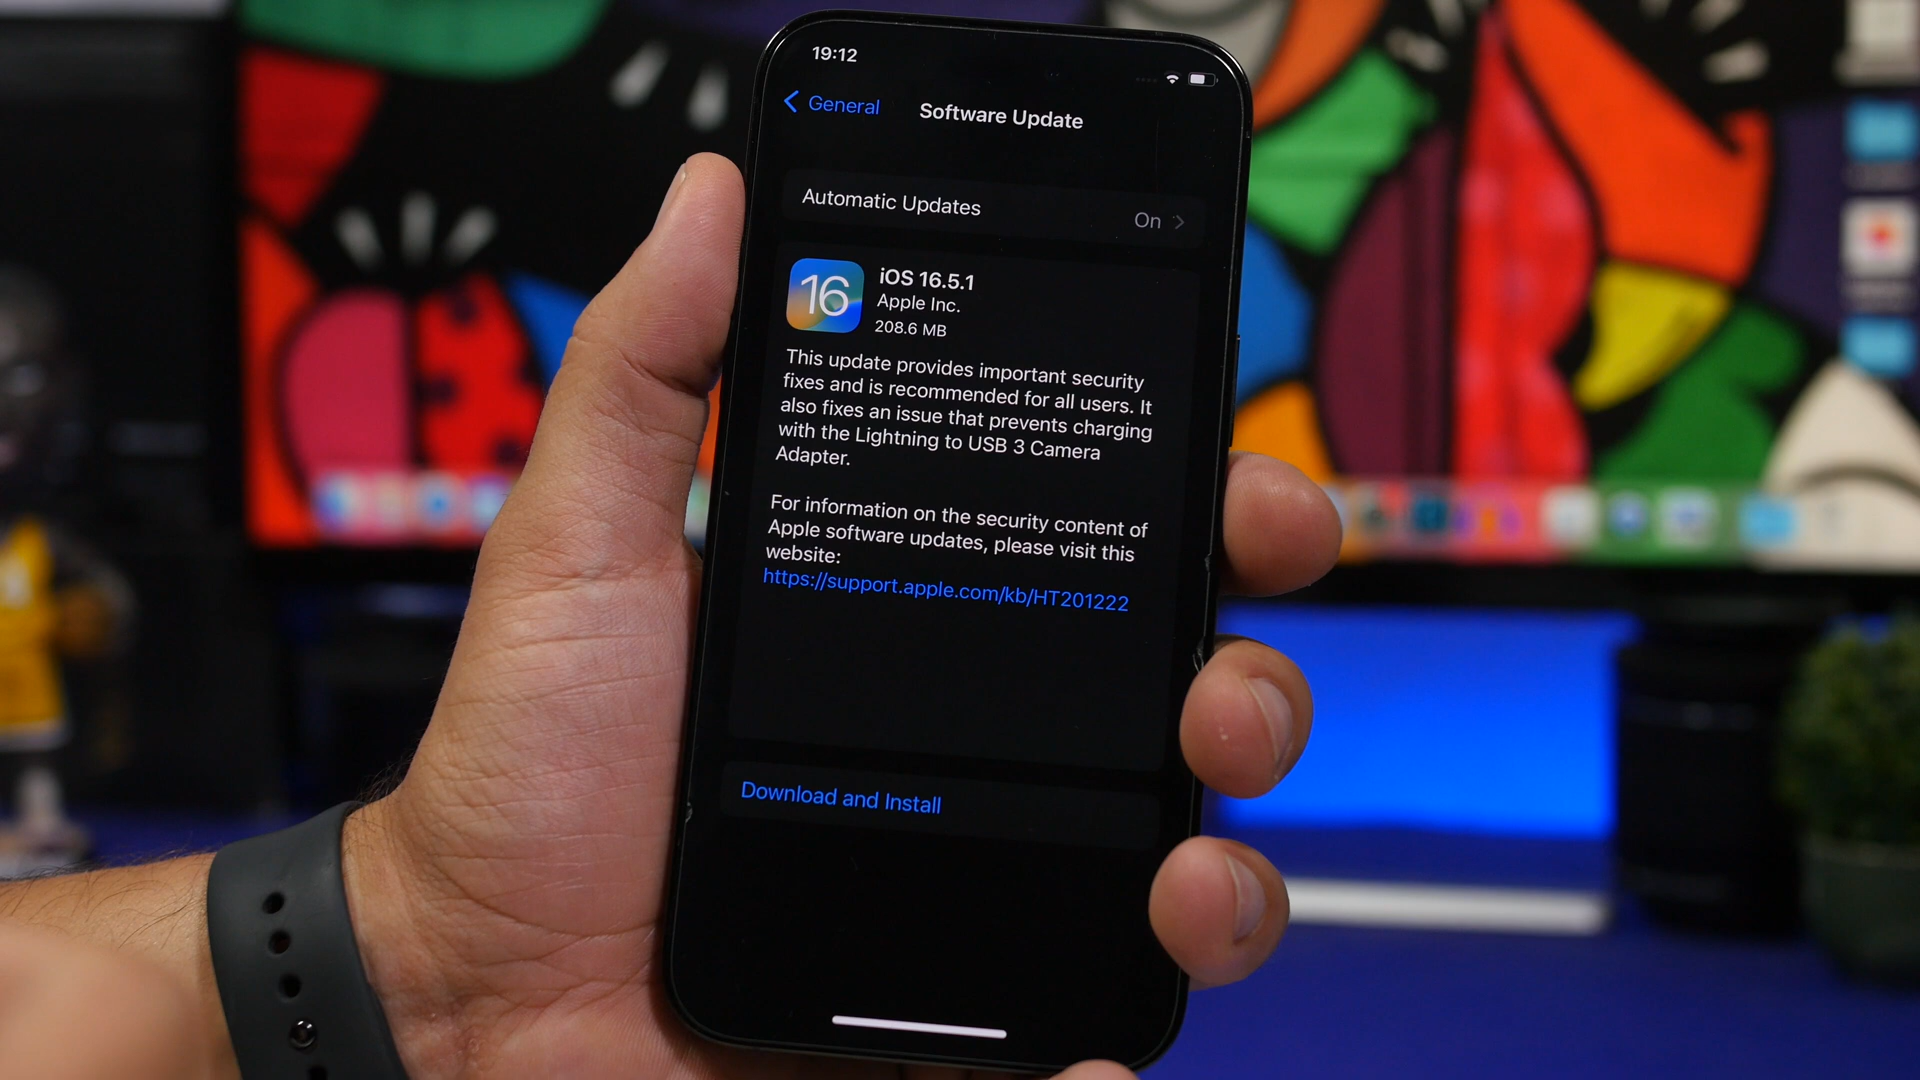 19:12
General
Software Update
Automatic Updates
On
16
iOS 16.5.1
Apple Inc.
208.6 MB
This update provides important security
fixes and is recommended for all users. It
also fixes an issue that prevents charging
with the Lightning to USB 3 Camera
Adapter.
For information on the security content of
Apple software updates, please visit this
website:
https://support.apple.com/kb/HT201222
Download and Install